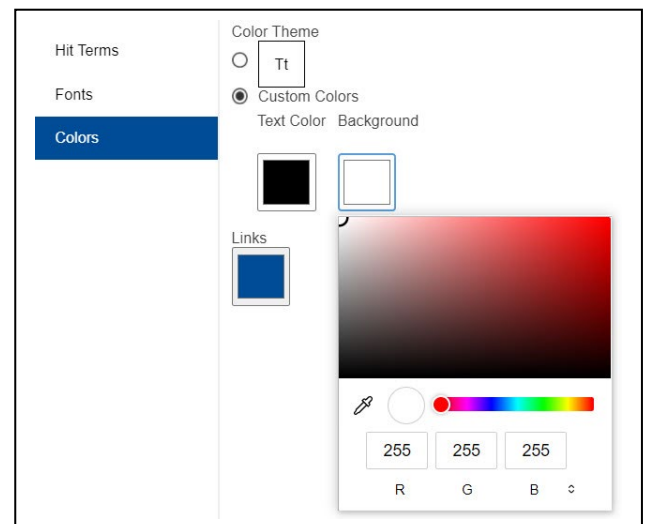 Hit Terms
Fonts
Colors
Color Theme
Tt
Custom Colors
Text Color Background
Links
255 255 255
R G B